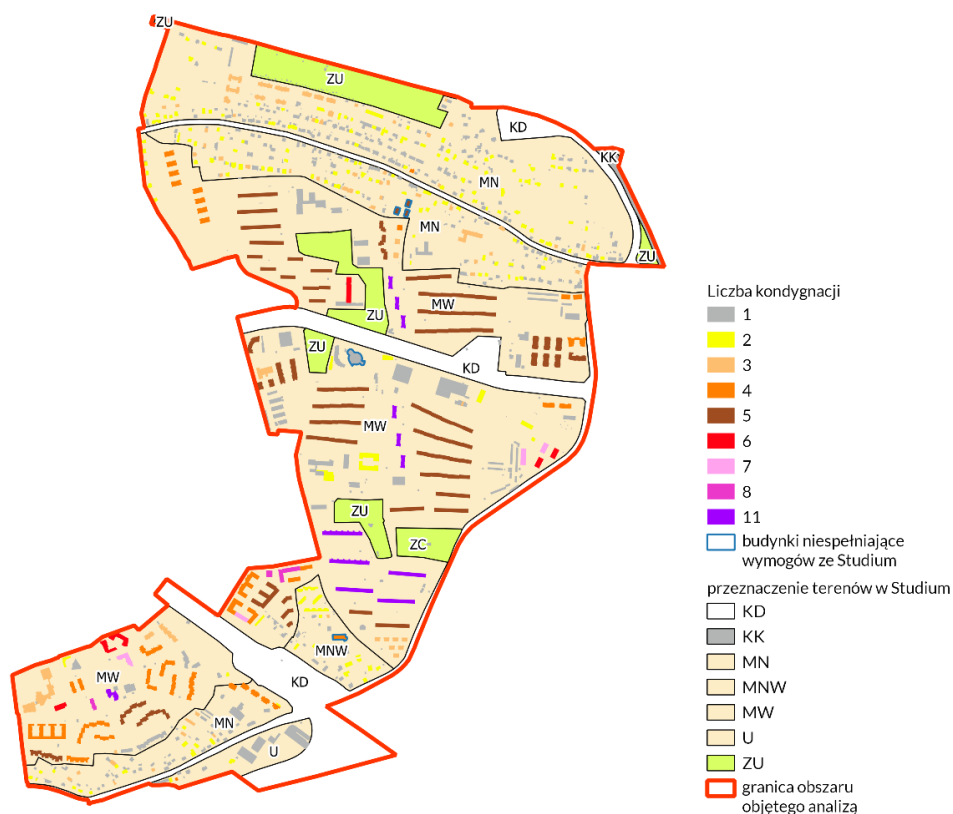 ZU
ZU
KD
KK
MN
MN
ZU
MW
ZU
KD
ZU
MW
ZU
ZC
MNW
MW
KD
MN
U
Liczba kondygnacji
1
2
3
4
5
6
7
8
11
budynki niespełniające
wymogów ze Studium
przeznaczenie terenów w Studium
KD
KK
MN
MNW
MW
U
ZU
granica obszaru
objętego analizą